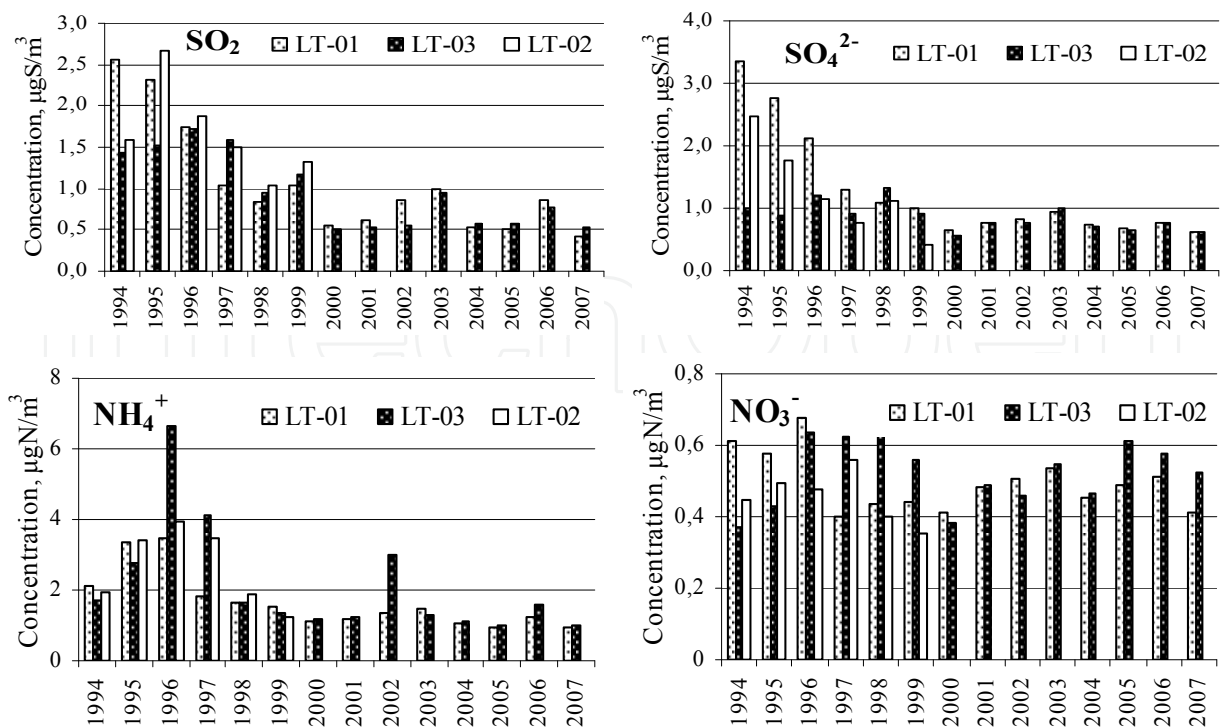 SO₂ LT-01 LT-03 LT-02
Concentration, µgS/m³
3,0
2,5
2,0
1,5
1,0
0,5
0,0
1994 1995 1996 1997 1998 1999 2000 2001 2002 2003 2004 2005 2006 2007
SO₄²⁻
LT-01 LT-03 LT-02
Concentration, µgS/m³
4,0
3,0
2,0
1,0
0,0
1994 1995 1996 1997 1998 1999 2000 2001 2002 2003 2004 2005 2006 2007
NH₄⁺ LT-01 LT-03 LT-02
Concentration, µgN/m³
8
6
4
2
0
1994 1995 1996 1997 1998 1999 2000 2001 2002 2003 2004 2005 2006 2007
NO₃⁻ LT-01 LT-03 LT-02
Concentration, µgN/m³
0,8
0,6
0,4
0,2
0
1994 1995 1996 1997 1998 1999 2000 2001 2002 2003 2004 2005 2006 2007